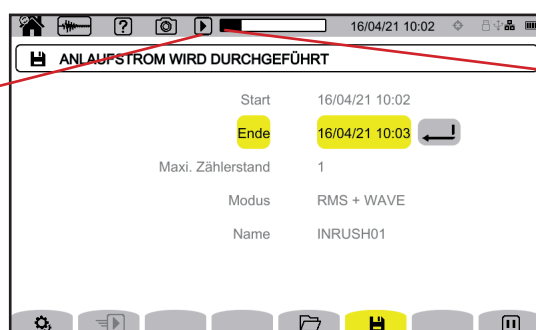 ? 16/04/21 10:02
ANLAUFSTROM WIRD DURCHGEFÜHRT
Start 16/04/21 10:02
Ende 16/04/21 10:03
Maxi. Zählerstand 1
Modus RMS + WAVE
Name INRUSH01